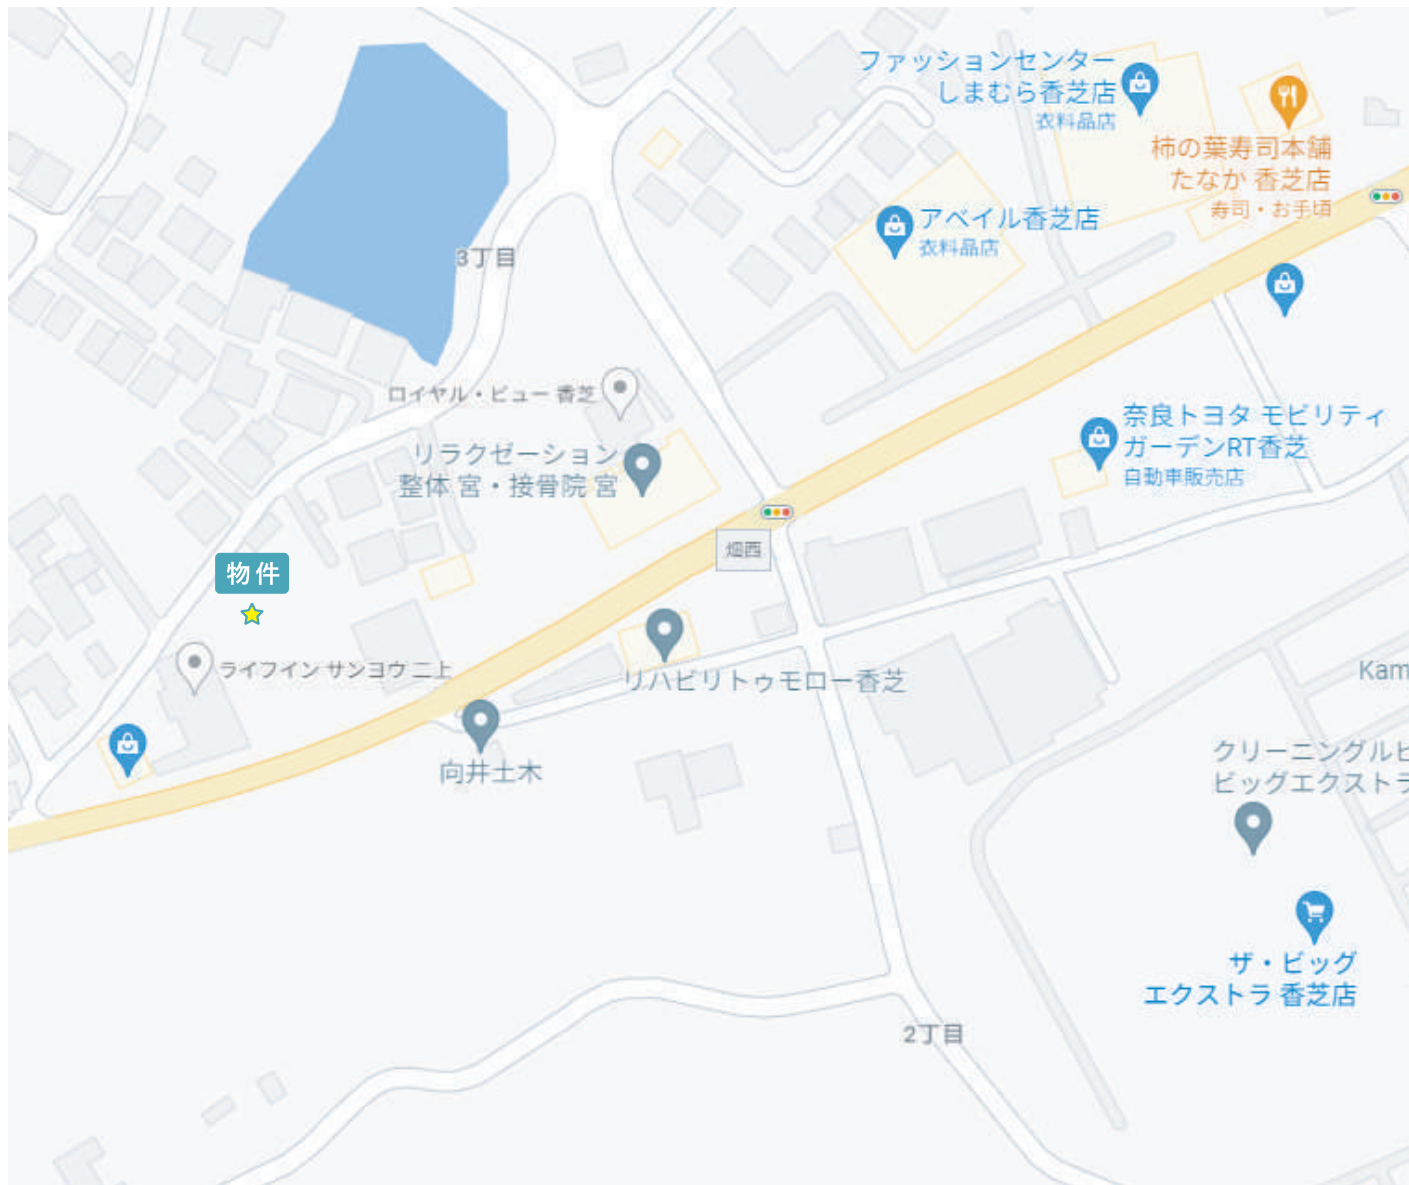 ファッションセンター
しまむら香芝店
衣料品店
柿の葉寿司本舗
たなか 香芝店
寿司・お手頃
アベイル香芝店
衣料品店
3丁目
ロイヤル・ビュー 香芝
リラクゼーション
整体 宮・接骨院 宮
奈良トヨタ モビリティ
ガーデンRT香芝
自動車販売店
畑西
物件
ライフイン サンヨウ 二上
リハビリトゥモロー香芝
Kam
向井土木
クリーニングルビ
ビッグエクストラ
ザ・ビッグ
エクストラ 香芝店
2丁目